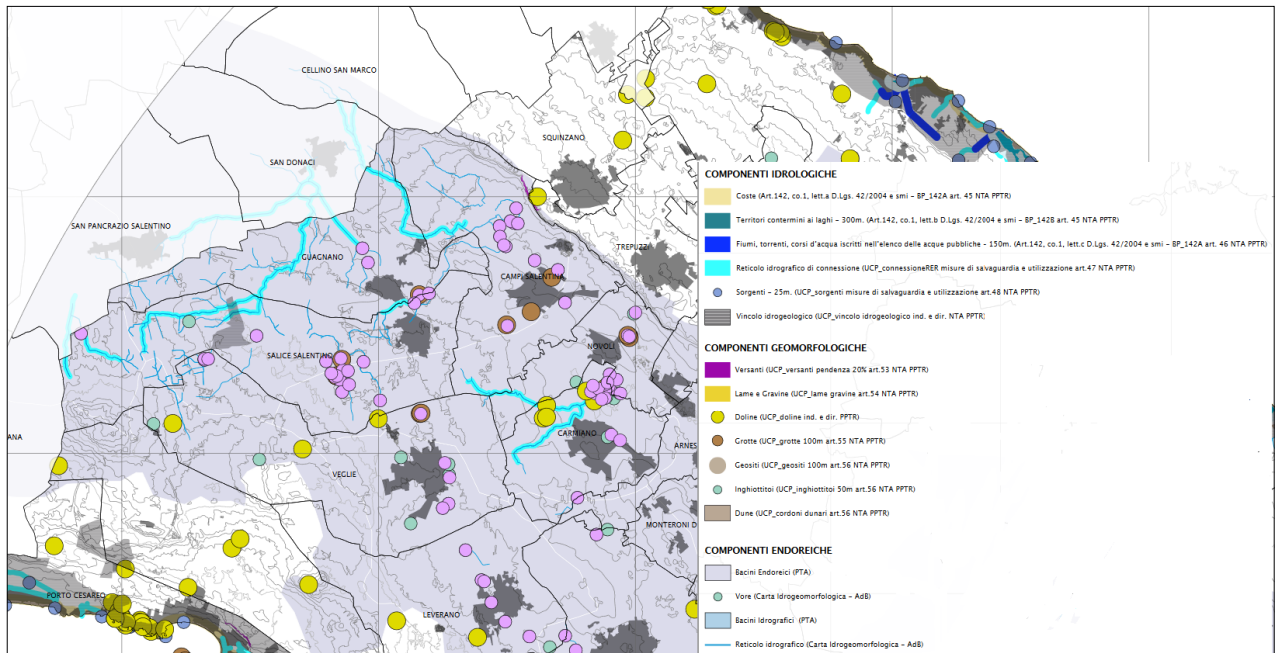 CELLINO SAN MARCO
SQUINZANO
SAN DONACI
SAN PANCRAZIO SALENTINO
TREPUZZI
GUAGNANO
CAMPI SALENTINA
NOVOLI
SALICE SALENTINO
CARMIANO
ANA
ARNES
VEGLIE
MONTERONI D
PORTO CESAREO
LEVERANO
COMPONENTI IDROLOGICHE
Coste (Art.142, co.1, lett.a D.Lgs. 42/2004 e smi - BP_142A art. 45 NTA PPTR)
Territori contermini ai laghi - 300m. (Art.142, co.1, lett.b D.Lgs. 42/2004 e smi - BP_142B art. 45 NTA PPTR)
Fiumi, torrenti, corsi d'acqua iscritti nell'elenco delle acque pubbliche - 150m. (Art.142, co.1, lett.c D.Lgs. 42/2004 e smi - BP_142A art. 46 NTA PPTR)
Reticolo idrografico di connessione (UCP_connessioneRER misure di salvaguardia e utilizzazione art.47 NTA PPTR)
Sorgenti - 25m. (UCP_sorgenti misure di salvaguardia e utilizzazione art.48 NTA PPTR)
Vincolo idrogeologico (UCP_vincolo idrogeologico ind. e dir. NTA PPTR)
COMPONENTI GEOMORFOLOGICHE
Versanti (UCP_versanti pendenza 20% art.53 NTA PPTR)
Lame e Gravine (UCP_lame gravine art.54 NTA PPTR)
Doline (UCP_doline ind. e dir. PPTR)
Grotte (UCP_grotte 100m art.55 NTA PPTR)
Geositi (UCP_geositi 100m art.56 NTA PPTR)
Inghiottitoi (UCP_inghiottitoi 50m art.56 NTA PPTR)
Dune (UCP_cordoni dunari art.56 NTA PPTR)
COMPONENTI ENDOREICHE
Bacini Endoreici (PTA)
Vore (Carta Idrogeomorfologica - AdB)
Bacini Idrografici (PTA)
Reticolo idrografico (Carta Idrogeomorfologica - AdB)